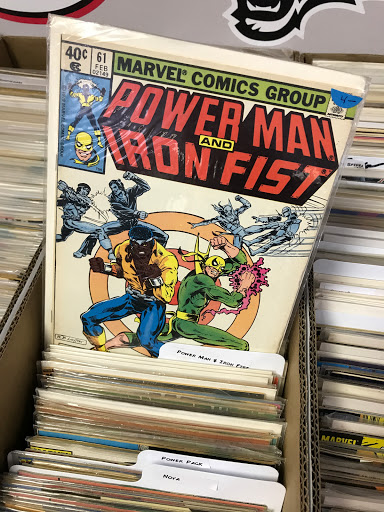 40¢
61
FEB
02149
MARVEL® COMICS GROUP
POWER MAN
AND
IRON FIST
POWER MAN & IRON FIST
POWER PACK
NOVA
MARVEL